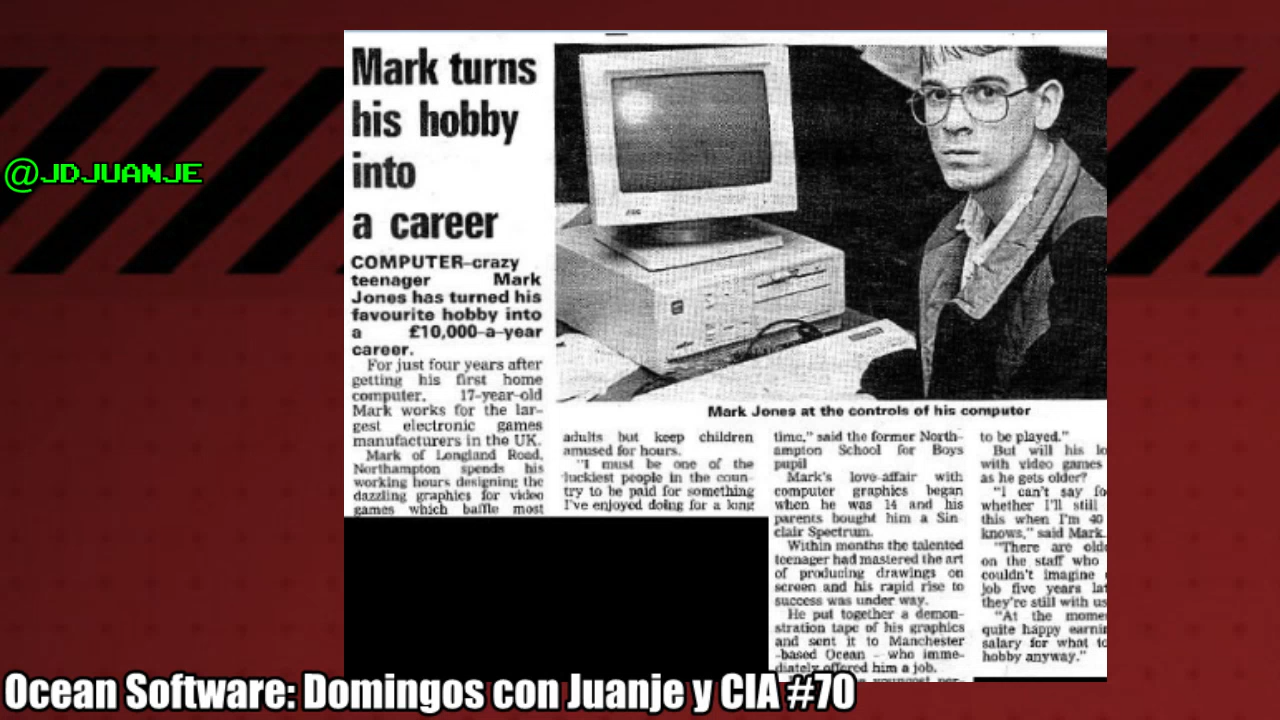 Mark turns
his hobby
into
a career
COMPUTER-crazy
teenager Mark
Jones has turned his
favourite hobby into
a £10,000-a-year
career.
For just four years after
getting his first home
computer, 17-year-old
Mark works for the lar-
gest electronic games
manufacturers in the UK.
Mark of Longland Road,
Northampton spends his
working hours designing the
dazzling graphics for video
games which baffle most
Mark Jones at the controls of his computer
adults but keep children
amused for hours.
"I must be one of the
luckiest people in the coun-
try to be paid for something
I've enjoyed doing for a long
time," said the former North-
ampton School for Boys
pupil
Mark's love-affair with
computer graphics began
when he was 14 and his
parents bought him a Sin-
clair Spectrum.
Within months the talented
teenager had mastered the art
of producing drawings on
screen and his rapid rise to
success was under way.
He put together a demon-
stration tape of his graphics
and sent it to Manchester
-based Ocean - who imme-
diately offered him a job.
to be played."
But will his lo
with video games
as he gets older?
"I can't say fo
whether I'll still
this when I'm 40
knows," said Mark.
"There are olde
on the staff who
couldn't imagine
job five years la
they're still with us
"At the mome
quite happy earnin
salary for what to
hobby anyway."
@JDJUANJE
Ocean Software: Domingos con Juanje y CIA #70